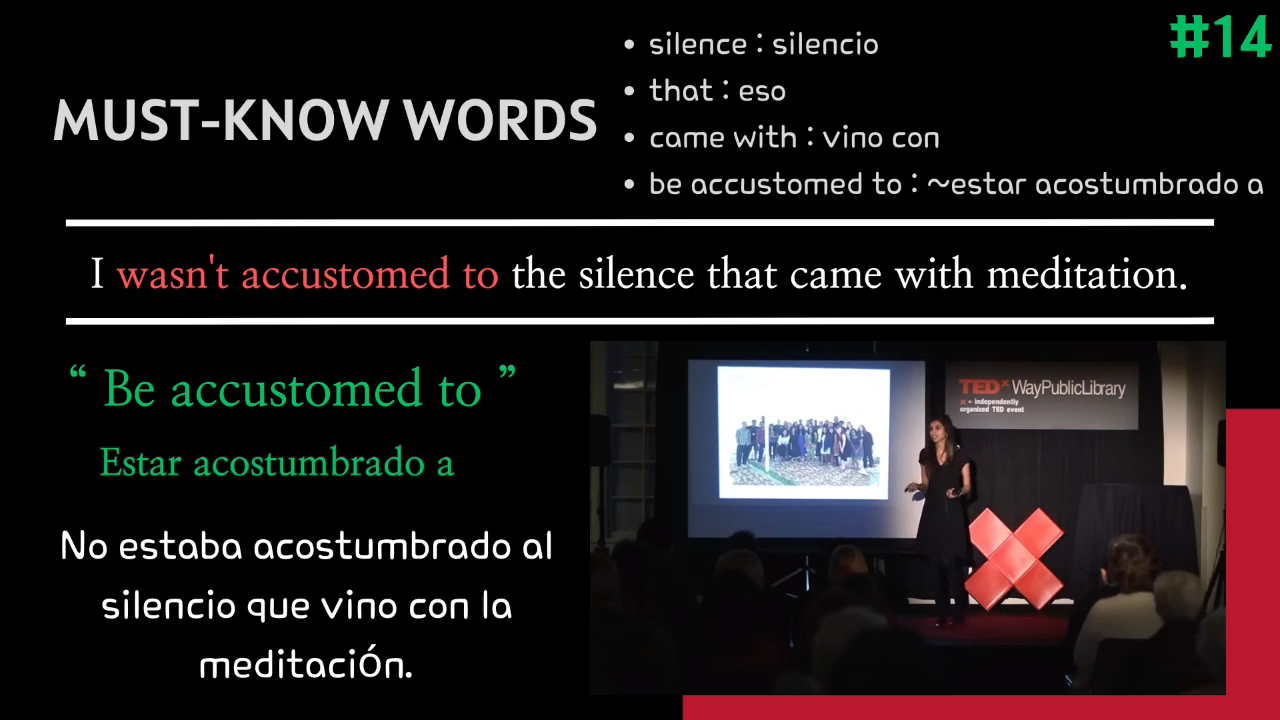 #14
MUST-KNOW WORDS
• silence : silencio
• that : eso
• came with : vino con
• be accustomed to : ~estar acostumbrado a
I wasn't accustomed to the silence that came with meditation.
“ Be accustomed to ”
Estar acostumbrado a
No estaba acostumbrado al
silencio que vino con la
meditación.
TEDx WayPublicLibrary
x = independently
organized TED event